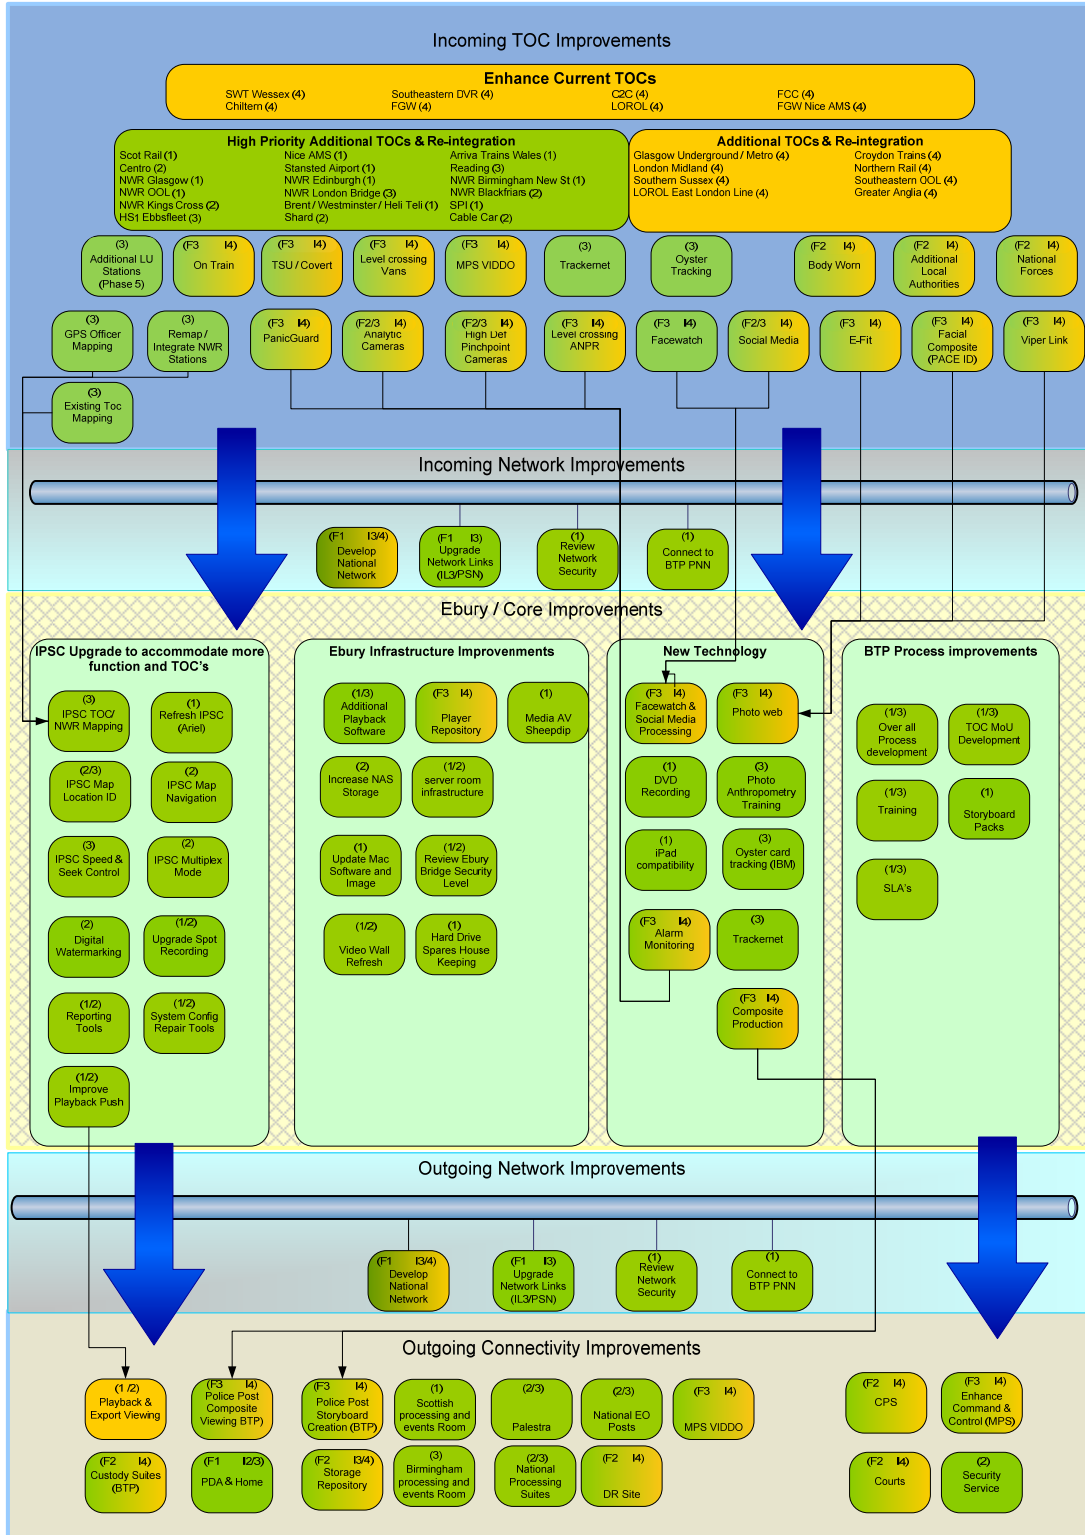 Incoming TOC Improvements
Enhance Current TOCs
SWT Wessex (4)
Southeastern DVR (4)
C2C (4)
FCC (4)
Chiltern (4)
FGW (4)
LOROL (4)
FGW Nice AMS (4)
High Priority Additional TOCs & Re-integration
Scot Rail (1)
Nice AMS (1)
Arriva Trains Wales (1)
Centro (2)
Stansted Airport (1)
Reading (3)
NWR Glasgow (1)
NWR Edinburgh (1)
NWR Birmingham New St (1)
NWR OOL (1)
NWR London Bridge (3)
NWR Blackfriars (2)
NWR Kings Cross (2)
Brent / Westminster / Heli Teli (1)
SPI (1)
HS1 Ebbsfleet (3)
Shard (2)
Cable Car (2)
Additional TOCs & Re-integration
Glasgow Underground / Metro (4)
Croydon Trains (4)
London Midland (4)
Northern Rail (4)
Southern Sussex (4)
Southeastern OOL (4)
LOROL East London Line (4)
Greater Anglia (4)
(3)
Additional LU
Stations
(Phase 5)
(F3 I4)
On Train
(F3 I4)
TSU / Covert
(F3 I4)
Level crossing
Vans
(F3 I4)
MPS VIDDO
(3)
Trackernet
(3)
Oyster
Tracking
(F2 I4)
Body Worn
(F2 I4)
Additional
Local
Authorities
(F2 I4)
National
Forces
(3)
GPS Officer
Mapping
(3)
Remap /
Integrate NWR
Stations
(F3 I4)
PanicGuard
(F2/3 I4)
Analytic
Cameras
(F2/3 I4)
High Def
Pinchpoint
Cameras
(F3 I4)
Level crossing
ANPR
(F3 I4)
Facewatch
(F2/3 I4)
Social Media
(F3 I4)
E-Fit
(F3 I4)
Facial
Composite
(PACE ID)
(F3 I4)
Viper Link
(3)
Existing Toc
Mapping
Incoming Network Improvements
(F1 I3/4)
Develop
National
Network
(F1 I3)
Upgrade
Network Links
(IL3/PSN)
(1)
Review
Network
Security
(1)
Connect to
BTP PNN
Ebury / Core Improvements
IPSC Upgrade to accommodate more
function and TOC's
(3)
IPSC TOC/
NWR Mapping
(1)
Refresh IPSC
(Ariel)
(2/3)
IPSC Map
Location ID
(2)
IPSC Map
Navigation
(3)
IPSC Speed &
Seek Control
(2)
IPSC Multiplex
Mode
(2)
Digital
Watermarking
(1/2)
Upgrade Spot
Recording
(1/2)
Reporting
Tools
(1/2)
System Config
Repair Tools
(1/2)
Improve
Playback Push
Ebury Infrastructure Improvements
(1/3)
Additional
Playback
Software
(F3 I4)
Player
Repository
(1)
Media AV
Sheepdip
(2)
Increase NAS
Storage
(1/2)
server room
infrastructure
(1)
Update Mac
Software and
Image
(1/2)
Review Ebury
Bridge Security
Level
(1/2)
Video Wall
Refresh
(1)
Hard Drive
Spares House
Keeping
New Technology
(F3 I4)
Facewatch &
Social Media
Processing
(F3 I4)
Photo web
(1)
DVD
Recording
(3)
Photo
Anthropometry
Training
(1)
iPad
compatibility
(3)
Oyster card
tracking (IBM)
(F3 I4)
Alarm
Monitoring
(3)
Trackernet
(F3 I4)
Composite
Production
BTP Process improvements
(1/3)
Over all
Process
development
(1/3)
TOC MoU
Development
(1/3)
Training
(1)
Storyboard
Packs
(1/3)
SLA's
Outgoing Network Improvements
(F1 I3/4)
Develop
National
Network
(F1 I3)
Upgrade
Network Links
(IL3/PSN)
(1)
Review
Network
Security
(1)
Connect to
BTP PNN
Outgoing Connectivity Improvements
(1 /2)
Playback &
Export Viewing
(F3 I4)
Police Post
Composite
Viewing BTP)
(F3 I4)
Police Post
Storyboard
Creation (BTP)
(1)
Scottish
processing and
events Room
(2/3)
Palestra
(2/3)
National EO
Posts
(F3 I4)
MPS VIDDO
(F2 I4)
CPS
(F3 I4)
Enhance
Command &
Control (MPS)
(F2 I4)
Custody Suites
(BTP)
(F1 I2/3)
PDA & Home
(F2 I3/4)
Storage
Repository
(3)
Birmingham
processing and
events Room
(2/3)
National
Processing
Suites
(F2 I4)
DR Site
(F2 I4)
Courts
(2)
Security
Service